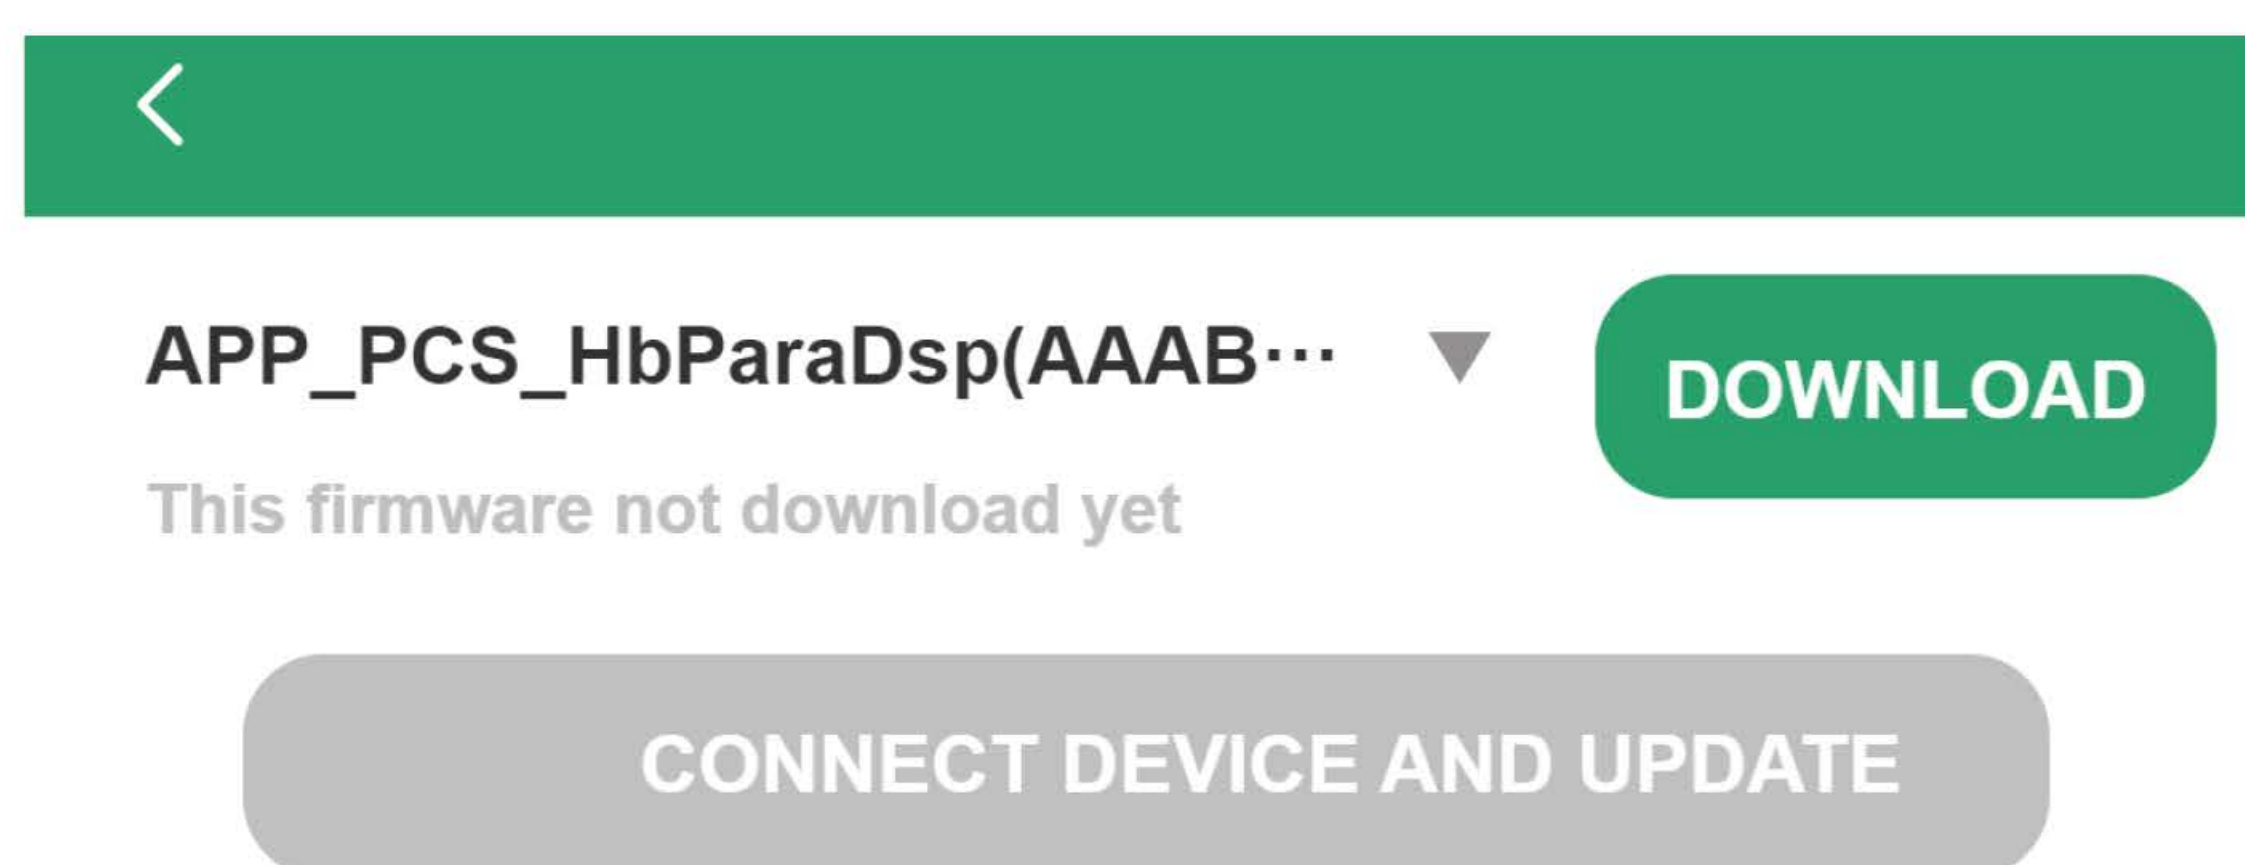 APP_PCS_HbParaDsp(AAAB···
DOWNLOAD
This firmware not download yet
CONNECT DEVICE AND UPDATE